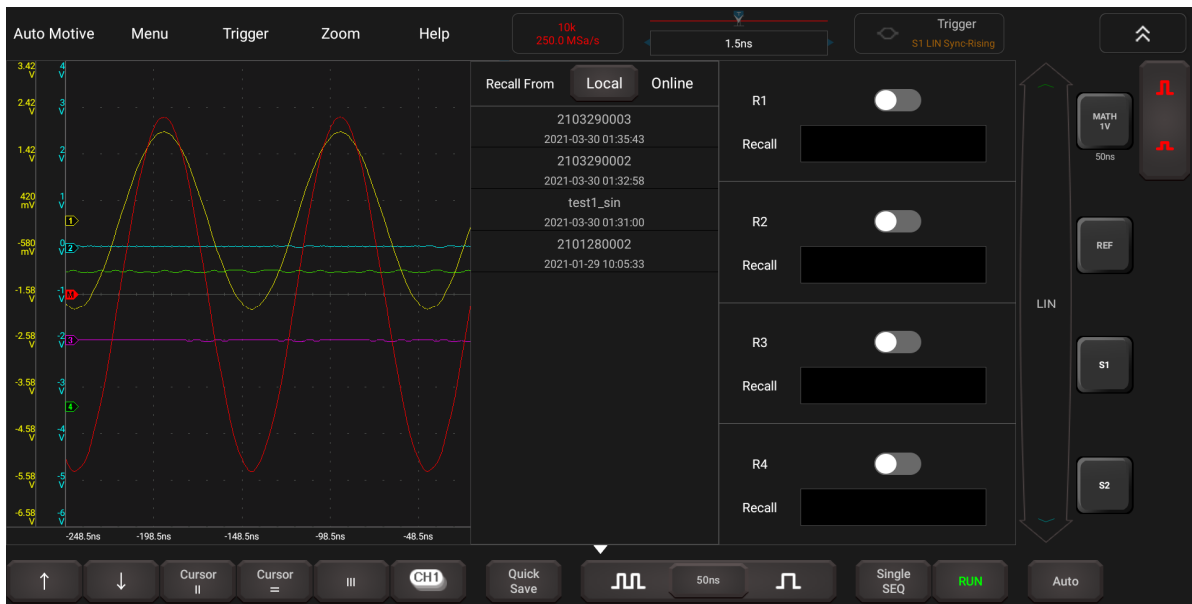 Auto Motive Menu Trigger Zoom Help
10k
250.0 MSa/s
T
1.5ns
Trigger
S1 LIN Sync-Rising
3.42
V
4
V
2.42
V
3
V
1.42
V
2
V
420
mV
1
V
-580
mV
0
V
-1.58
V
-1
V
-2.58
V
-2
V
-3.58
V
-3
V
-4.58
V
-4
V
-5.58
V
-5
V
-6.58
V
-6
V
1
2
M
3
4
-248.5ns -198.5ns -148.5ns -98.5ns -48.5ns
Recall From Local Online
2103290003
2021-03-30 01:35:43
2103290002
2021-03-30 01:32:58
test1_sin
2021-03-30 01:31:00
2101280002
2021-01-29 10:05:33
R1
Recall
R2
Recall
R3
Recall
R4
Recall
LIN
MATH
1V
50ns
REF
S1
S2
Cursor
II
Cursor
=
III
CH1
Quick
Save
50ns
Single
SEQ
RUN
Auto